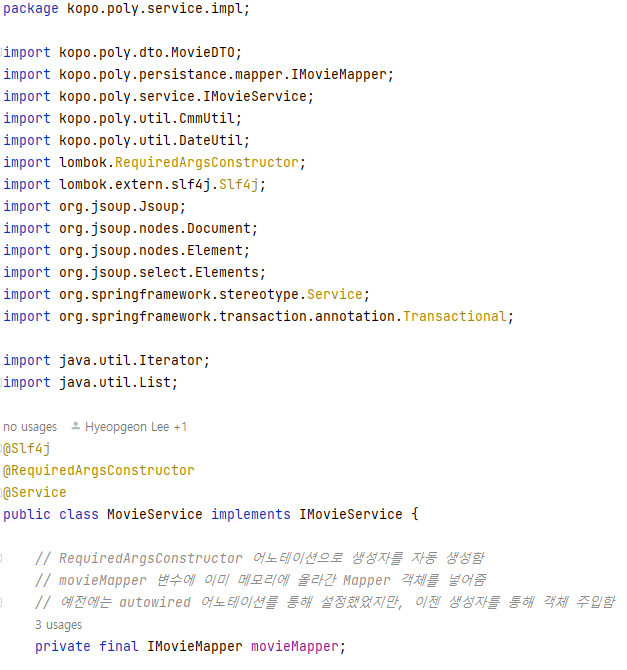 package kopo.poly.service.impl;
import kopo.poly.dto.MovieDTO;
import kopo.poly.persistance.mapper.IMovieMapper;
import kopo.poly.service.IMovieService;
import kopo.poly.util.CmmUtil;
import kopo.poly.util.DateUtil;
import lombok.RequiredArgsConstructor;
import lombok.extern.slf4j.Slf4j;
import org.jsoup.Jsoup;
import org.jsoup.nodes.Document;
import org.jsoup.nodes.Element;
import org.jsoup.select.Elements;
import org.springframework.stereotype.Service;
import org.springframework.transaction.annotation.Transactional;
import java.util.Iterator;
import java.util.List;
no usages Hyeopgeon Lee +1
@Slf4j
@RequiredArgsConstructor
@Service
public class MovieService implements IMovieService {
// RequiredArgsConstructor 어노테이션으로 생성자를 자동 생성함
// movieMapper 변수에 이미 메모리에 올라간 Mapper 객체를 넣어줌
// 예전에는 autowired 어노테이션를 통해 설정했었지만, 이젠 생성자를 통해 객체 주입함
3 usages
private final IMovieMapper movieMapper;